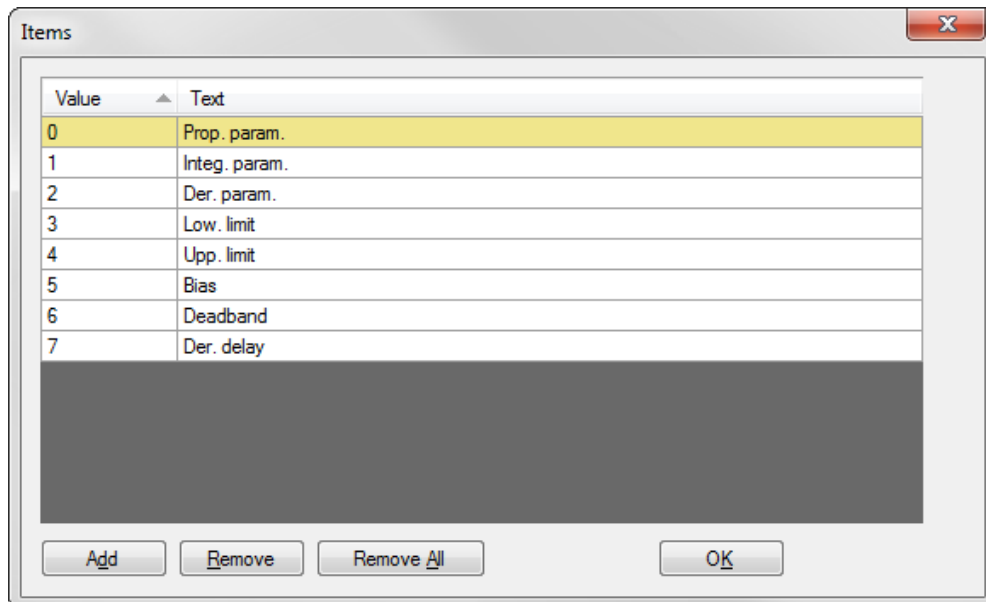 Items
Value Text
0 Prop. param.
1 Integ. param.
2 Der. param.
3 Low. limit
4 Upp. limit
5 Bias
6 Deadband
7 Der. delay
Add Remove Remove All OK